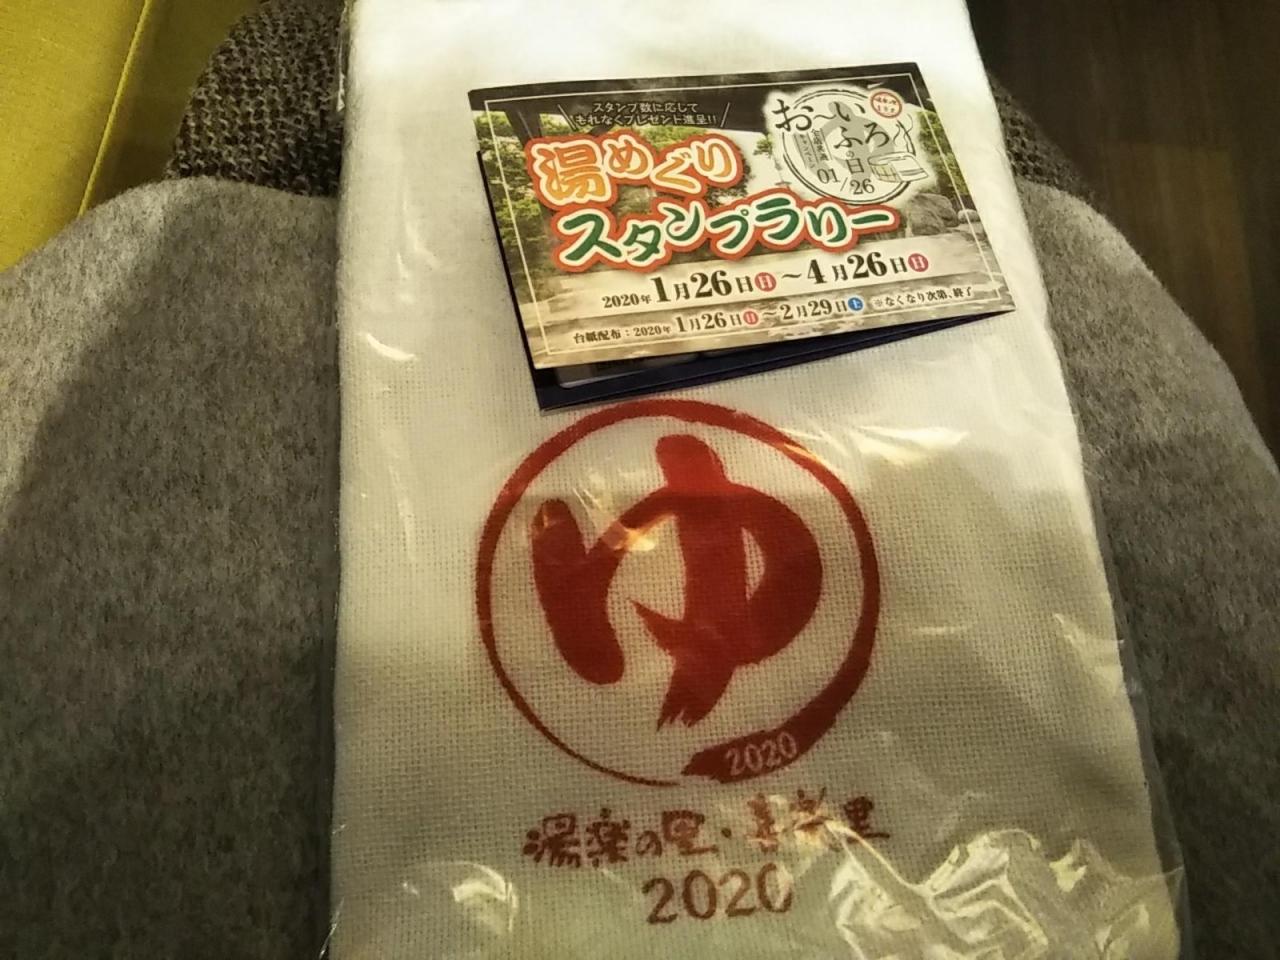 スタンプ数に応じて
もれなくプレゼント進呈!!
湯めぐり
スタンプラリー
お〜い
ふろ
の
日
01/26
2020年1月26日㊐〜4月26日㊐
台紙配布：2020年1月26日㊐〜2月29日㊏ ※なくなり次第、終了
ゆ
2020
湯楽の里・喜楽里
2020